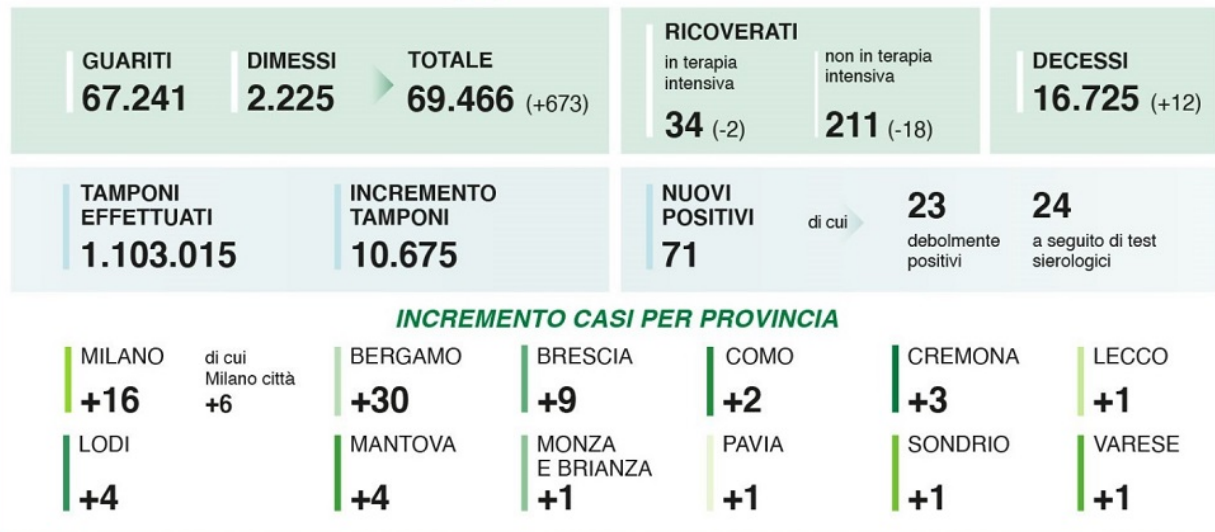 GUARITI
67.241
DIMESSI
2.225
TOTALE
69.466 (+673)
RICOVERATI
in terapia
intensiva
34 (-2)
non in terapia
intensiva
211 (-18)
DECESSI
16.725 (+12)
TAMPONI
EFFETTUATI
1.103.015
INCREMENTO
TAMPONI
10.675
NUOVI
POSITIVI
71
di cui
23
debolmente
positivi
24
a seguito di test
sierologici
INCREMENTO CASI PER PROVINCIA
MILANO
+16
di cui
Milano città
+6
BERGAMO
+30
BRESCIA
+9
COMO
+2
CREMONA
+3
LECCO
+1
LODI
+4
MANTOVA
+4
MONZA
E BRIANZA
+1
PAVIA
+1
SONDRIO
+1
VARESE
+1